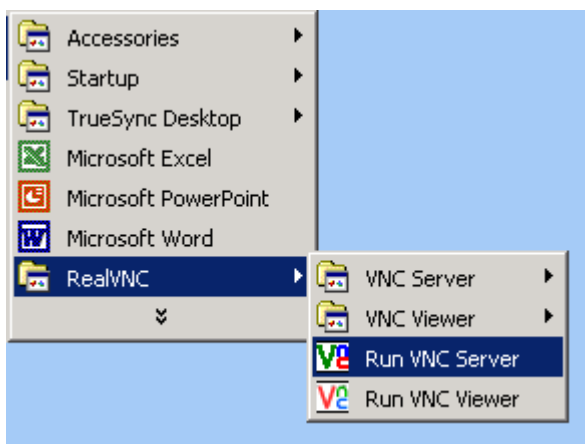 Accessories
Startup
TrueSync Desktop
Microsoft Excel
Microsoft PowerPoint
Microsoft Word
RealVNC
VNC Server
VNC Viewer
Run VNC Server
Run VNC Viewer